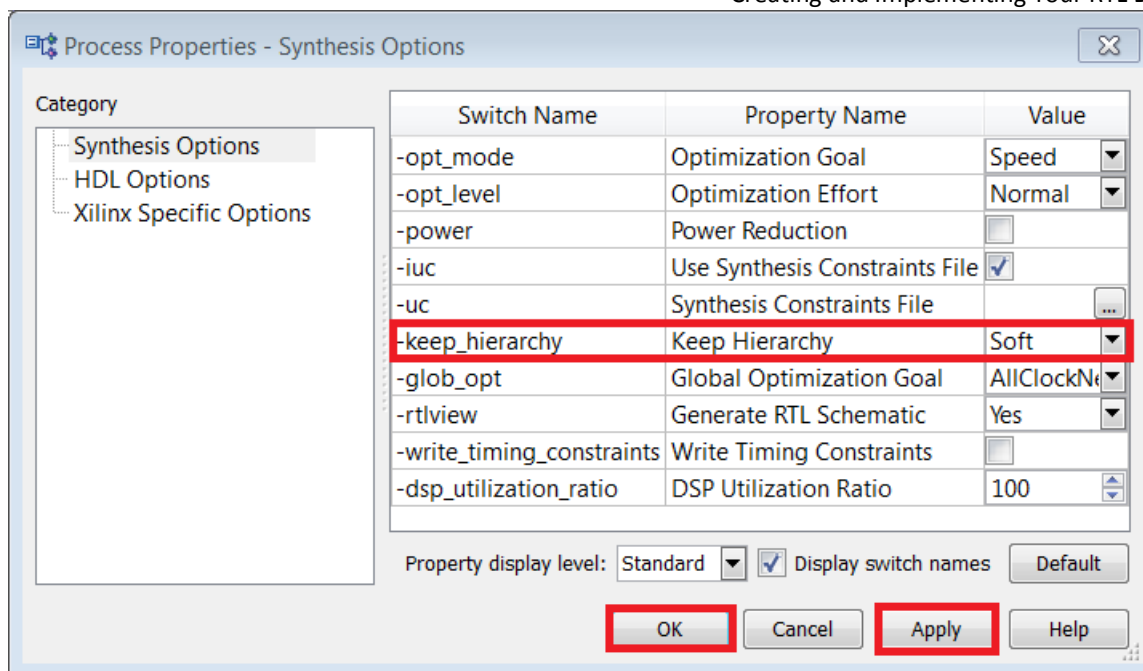 Creating and Implementing Your RTL
Process Properties - Synthesis Options
Category
Synthesis Options
HDL Options
Xilinx Specific Options
Switch Name Property Name Value
-opt_mode Optimization Goal Speed
-opt_level Optimization Effort Normal
-power Power Reduction
-iuc Use Synthesis Constraints File
-uc Synthesis Constraints File ...
-keep_hierarchy Keep Hierarchy Soft
-glob_opt Global Optimization Goal AllClockNe
-rtlview Generate RTL Schematic Yes
-write_timing_constraints Write Timing Constraints
-dsp_utilization_ratio DSP Utilization Ratio 100
Property display level: Standard Display switch names Default
OK Cancel Apply Help